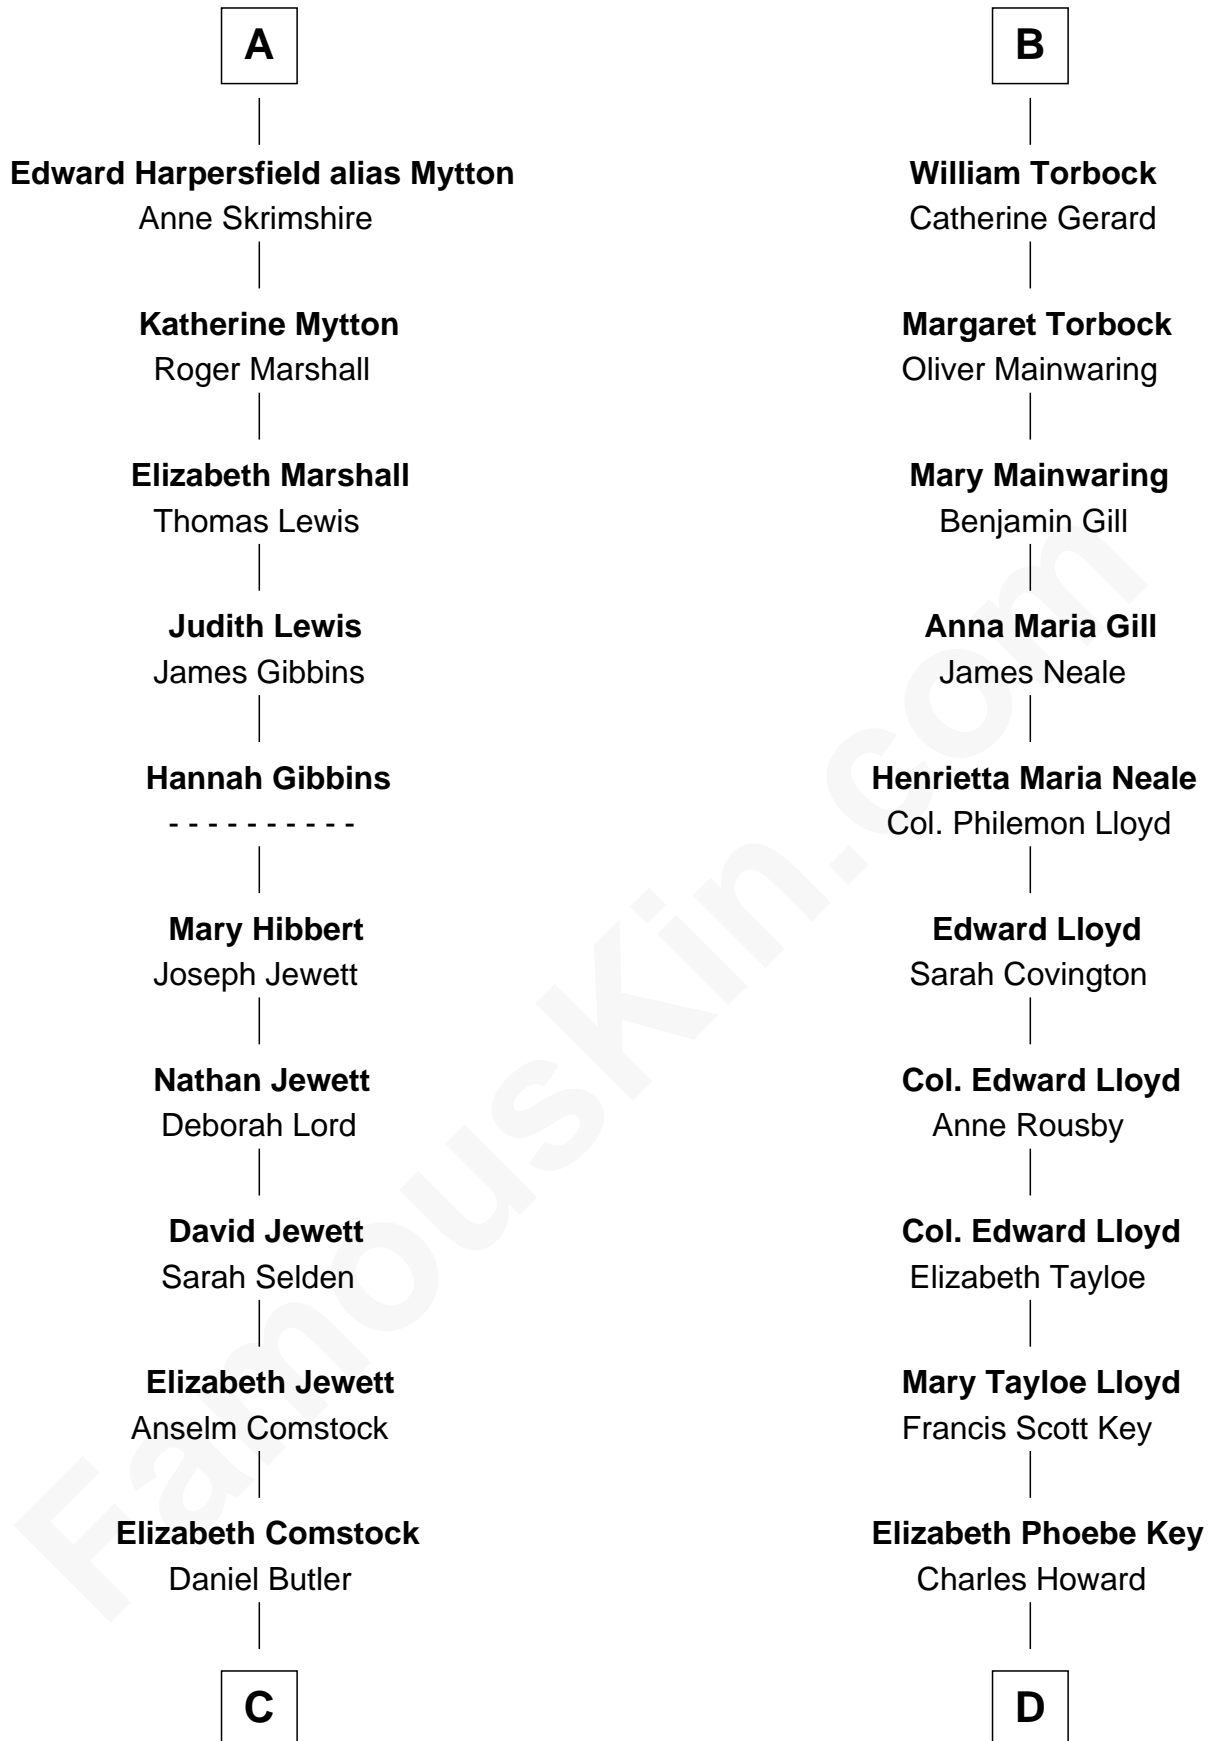 A
Edward Harpersfield alias Mytton
Anne Skrimshire
Katherine Mytton
Roger Marshall
Elizabeth Marshall
Thomas Lewis
Judith Lewis
James Gibbins
Hannah Gibbins
- - - - - - - - - -
Mary Hibbert
Joseph Jewett
Nathan Jewett
Deborah Lord
David Jewett
Sarah Selden
Elizabeth Jewett
Anselm Comstock
Elizabeth Comstock
Daniel Butler
C
B
William Torbock
Catherine Gerard
Margaret Torbock
Oliver Mainwaring
Mary Mainwaring
Benjamin Gill
Anna Maria Gill
James Neale
Henrietta Maria Neale
Col. Philemon Lloyd
Edward Lloyd
Sarah Covington
Col. Edward Lloyd
Anne Rousby
Col. Edward Lloyd
Elizabeth Tayloe
Mary Tayloe Lloyd
Francis Scott Key
Elizabeth Phoebe Key
Charles Howard
D
FamousKin.com